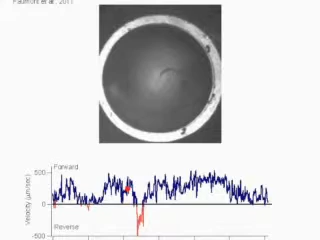 Faumont et al., 2011
Forward
500
0
-500
Velocity (μm/sec)
Reverse